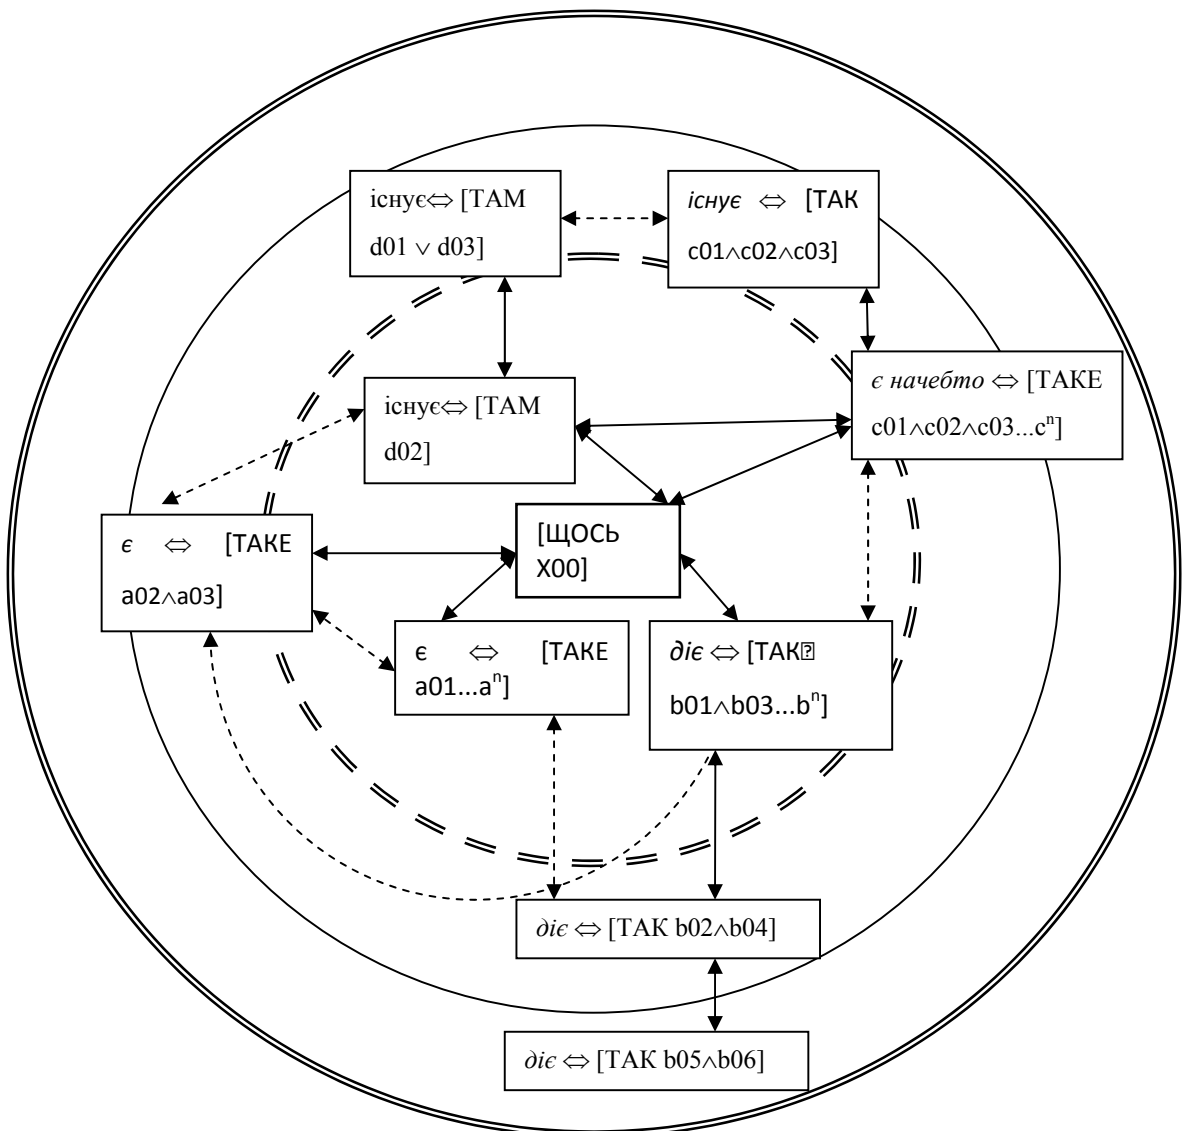 існує⇔ [ТАМ
d01 ∨ d03]
існує ⇔ [ТАК
c01∧c02∧c03]
є начебто ⇔ [ТАКЕ
c01∧c02∧c03...cⁿ]
існує⇔ [ТАМ
d02]
[ЩОСЬ
X00]
є ⇔ [ТАКЕ
a02∧a03]
є ⇔ [ТАКЕ
a01...aⁿ]
діє ⇔ [ТАК⍰
b01∧b03...bⁿ]
діє ⇔ [ТАК b02∧b04]
діє ⇔ [ТАК b05∧b06]